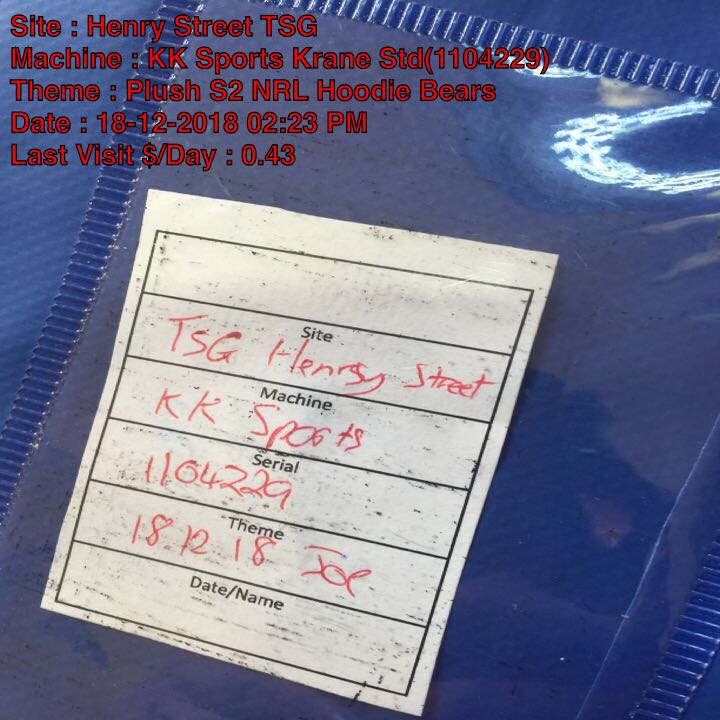 Site : Henry Street TSG
Machine : KK Sports Krane Std(1104229)
Theme : Plush S2 NRL Hoodie Bears
Date : 18-12-2018 02:23 PM
Last Visit $/Day : 0.43
Site
TSG Henry Street
Machine
KK Sports
Serial
1104229
Theme
18.12.18 Joe
Date/Name